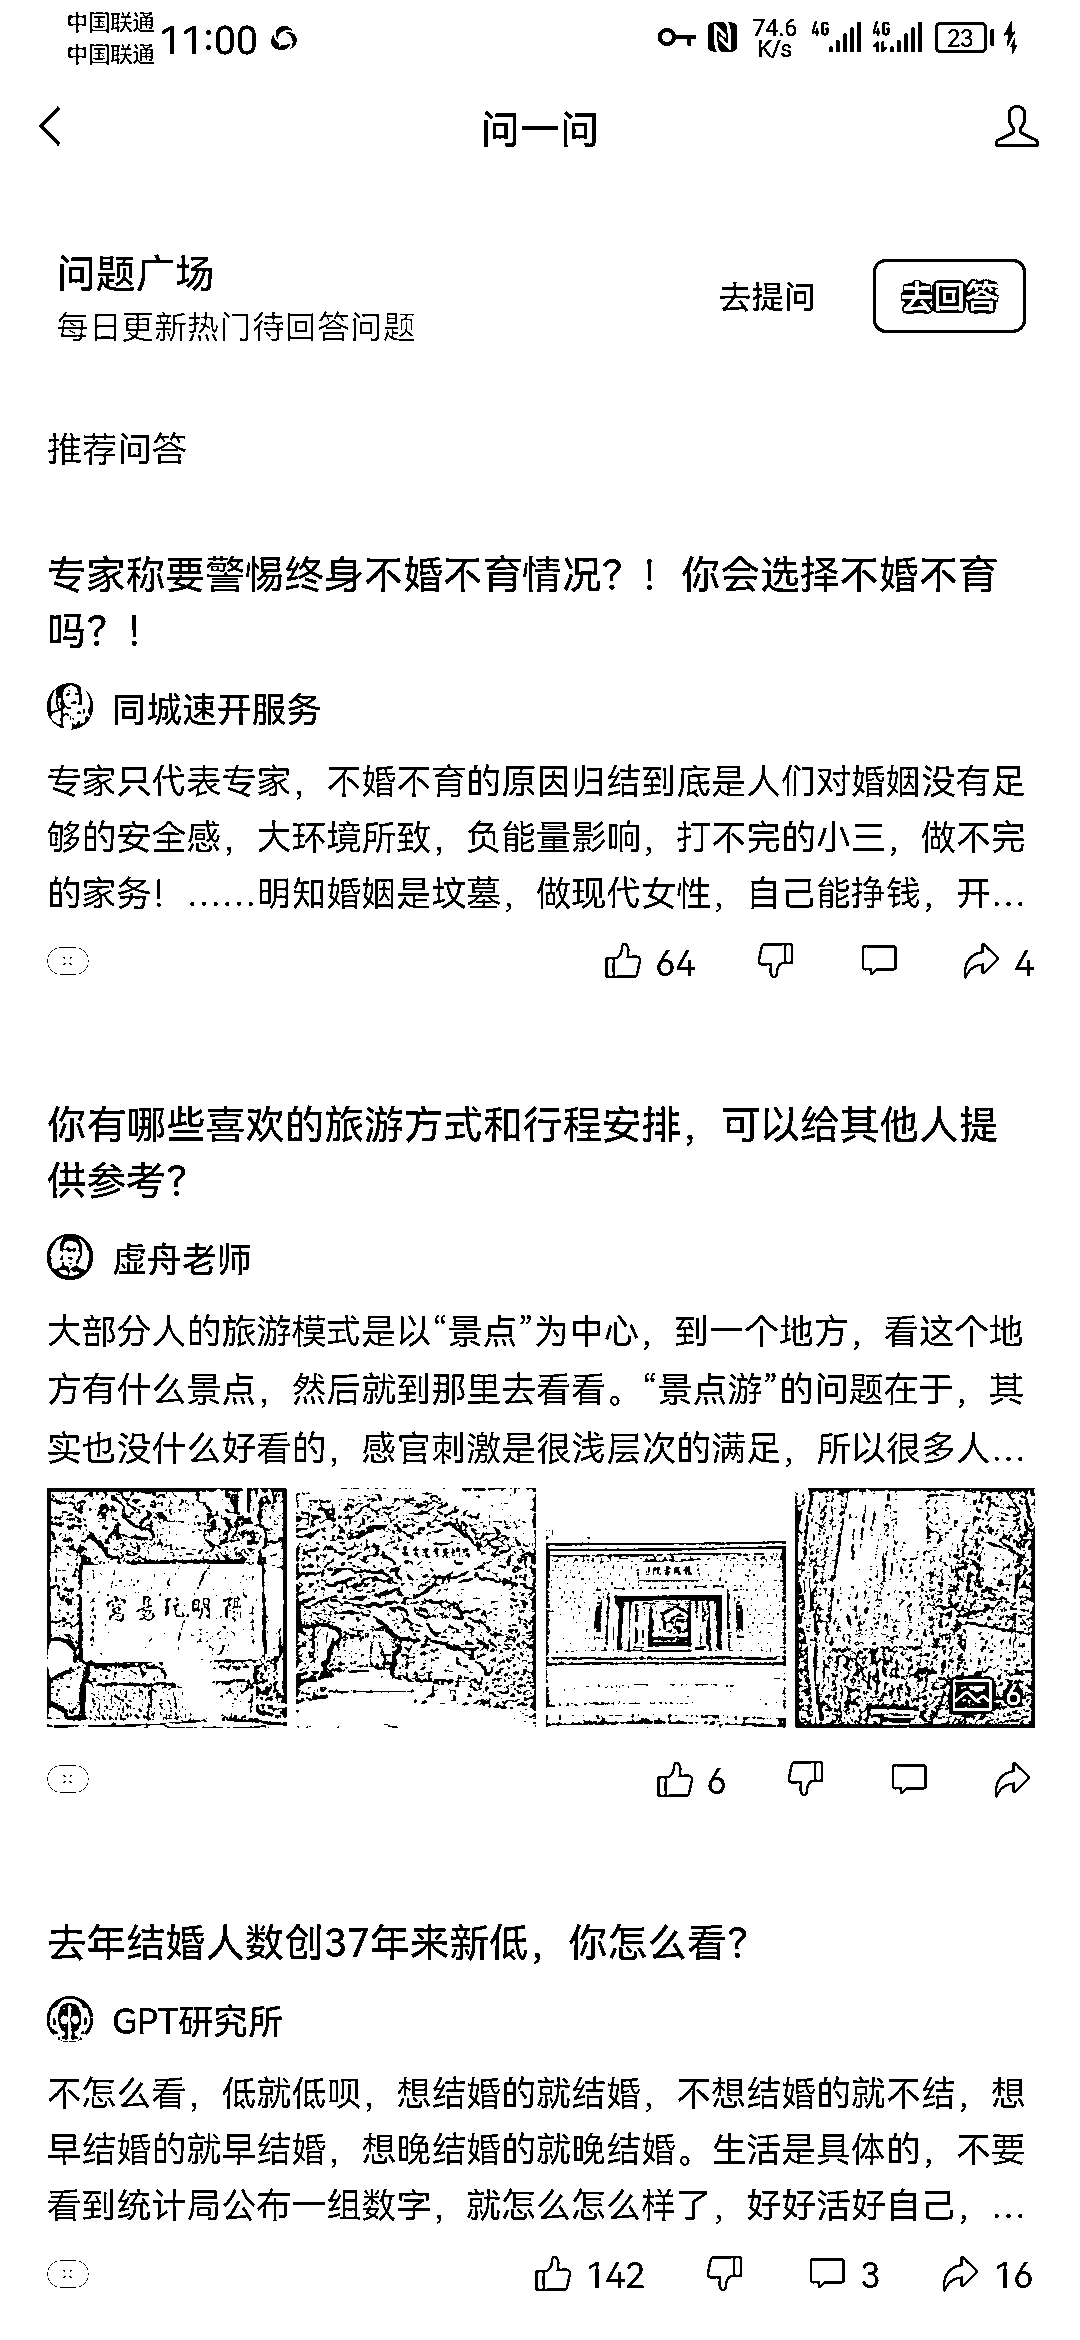 中国联通
中国联通
11:00
74.6
K/s
4G
4G
23
问一问
问题广场
每日更新热门待回答问题
去提问
去回答
推荐问答
专家称要警惕终身不婚不育情况？！你会选择不婚不育
吗？！
同城速开服务
专家只代表专家，不婚不育的原因归结到底是人们对婚姻没有足
够的安全感，大环境所致，负能量影响，打不完的小三，做不完
的家务！……明知婚姻是坟墓，做现代女性，自己能挣钱，开...
64
4
你有哪些喜欢的旅游方式和行程安排，可以给其他人提
供参考？
虚舟老师
大部分人的旅游模式是以“景点”为中心，到一个地方，看这个地
方有什么景点，然后就到那里去看看。“景点游”的问题在于，其
实也没什么好看的，感官刺激是很浅层次的满足，所以很多人...
6
6
去年结婚人数创37年来新低，你怎么看？
GPT研究所
不怎么看，低就低呗，想结婚的就结婚，不想结婚的就不结，想
早结婚的就早结婚，想晚结婚的就晚结婚。生活是具体的，不要
看到统计局公布一组数字，就怎么怎么样了，好好活好自己，...
142
3
16